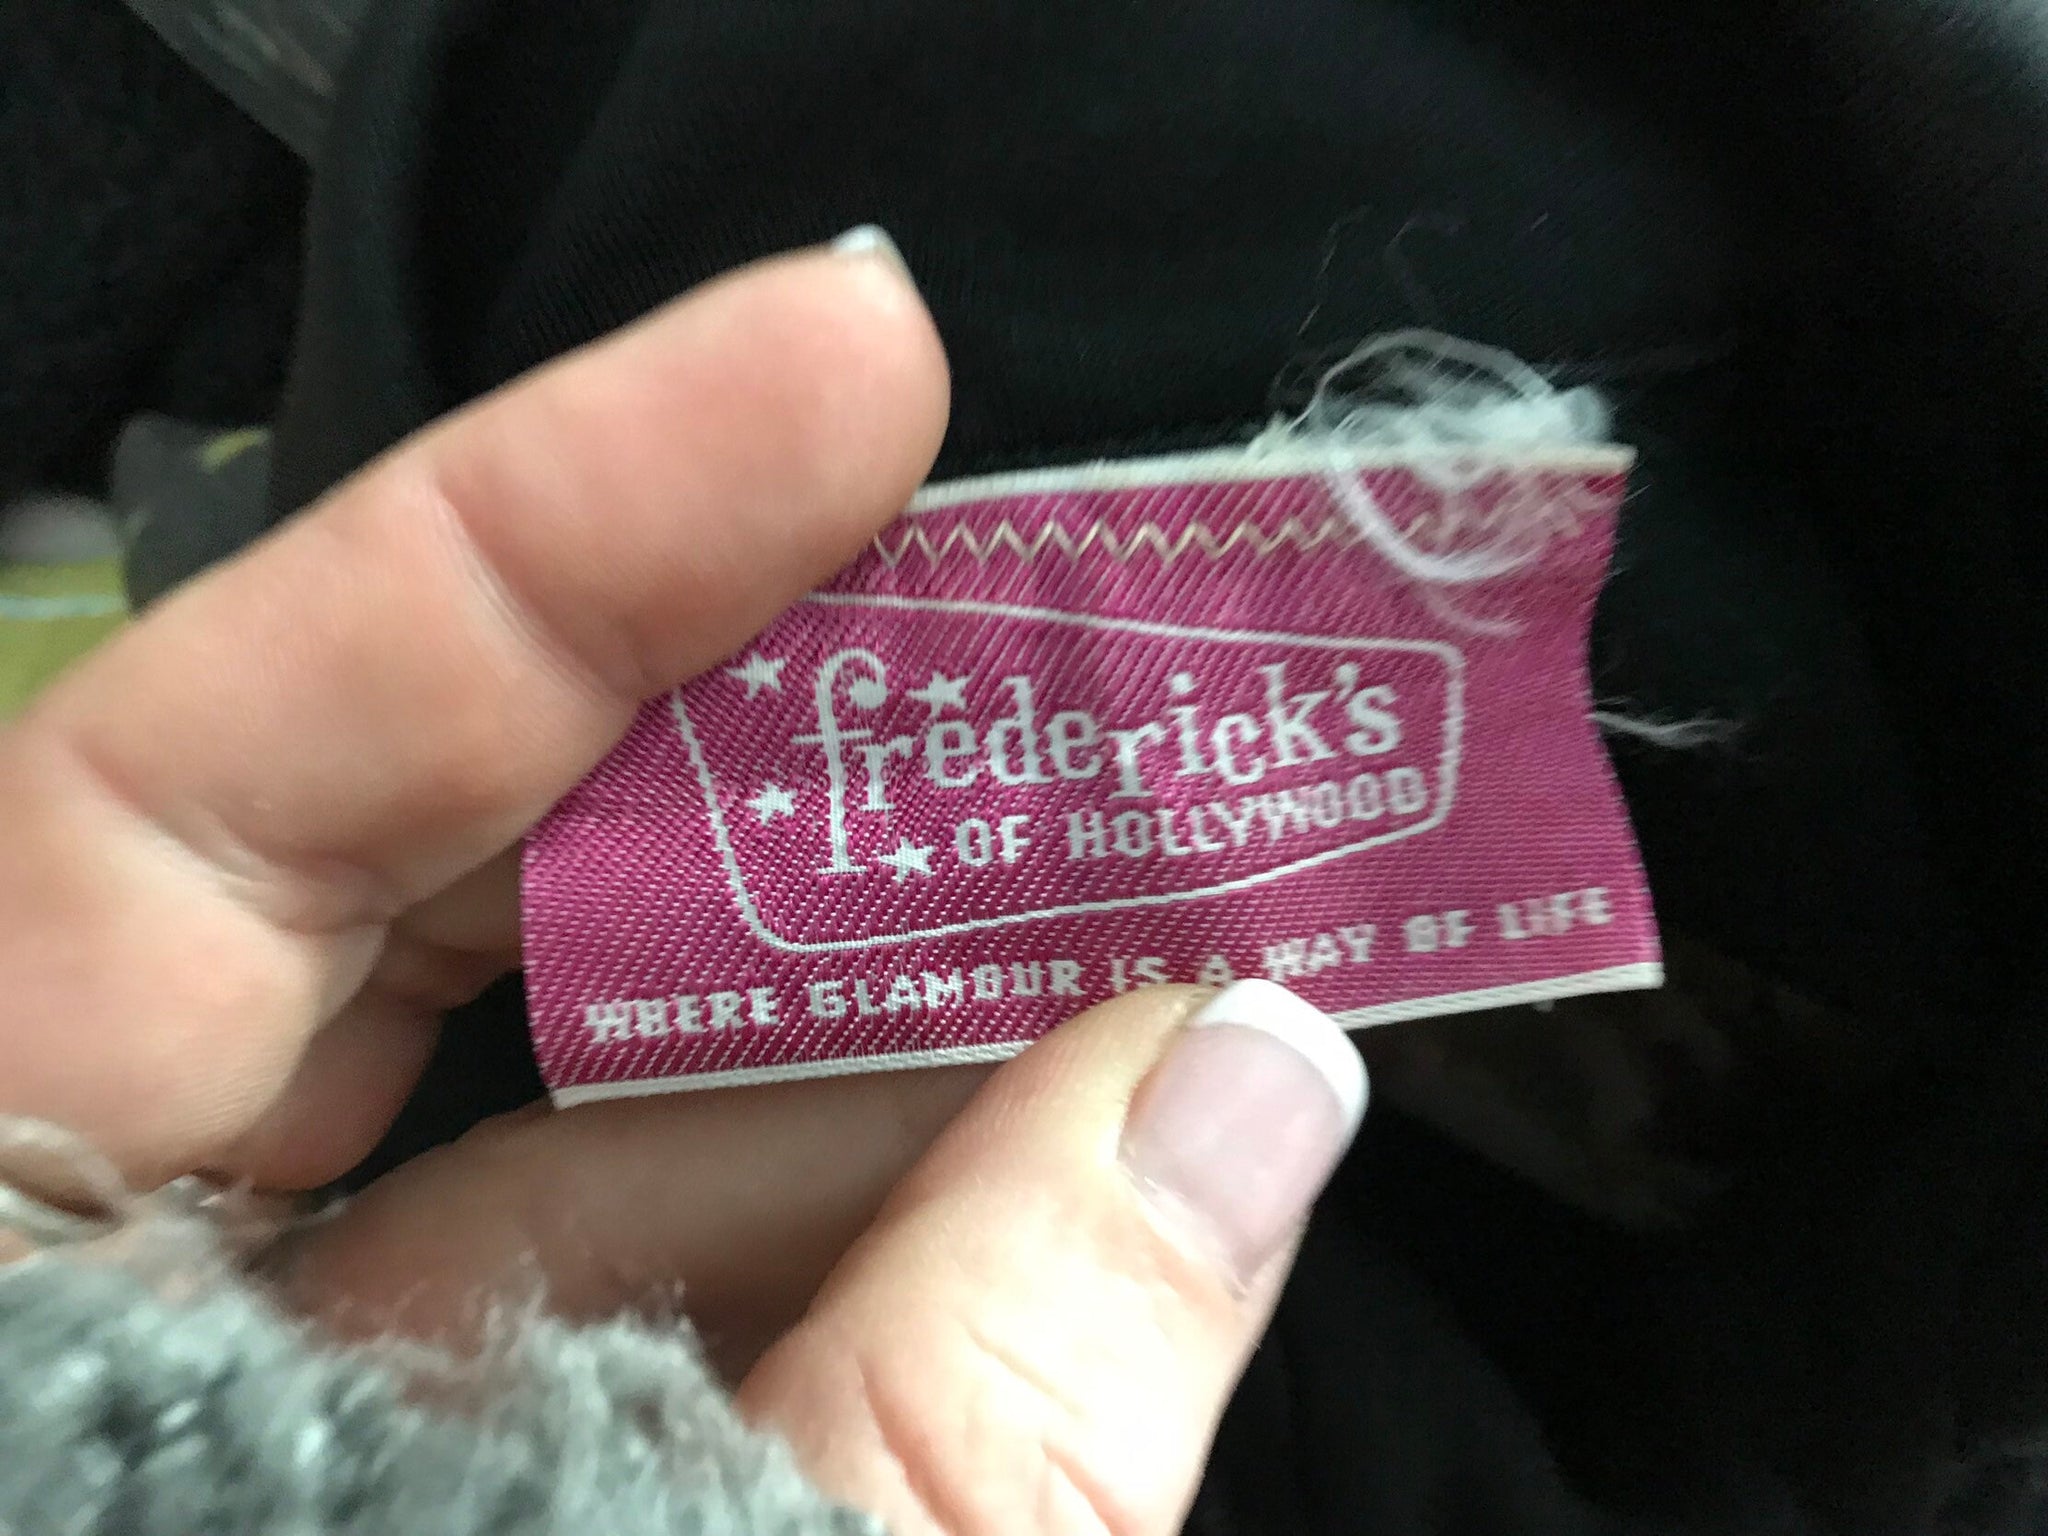 frederick's
OF HOLLYWOOD
WHERE GLAMOUR IS A WAY OF LIFE